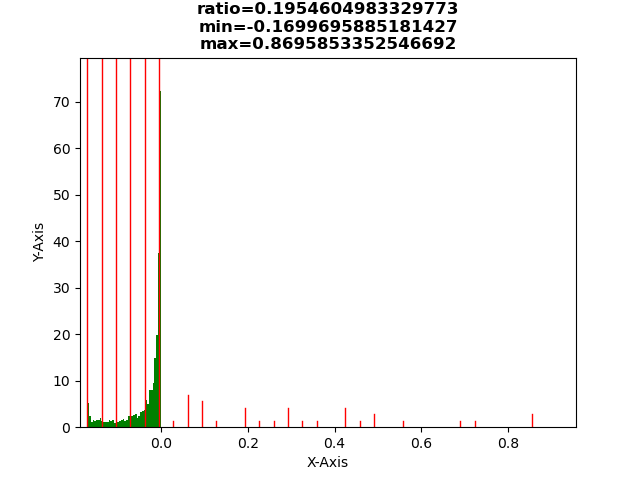 ratio=0.1954604983329773
min=-0.1699695885181427
max=0.8695853352546692
70
60
50
40
30
20
10
0
Y-Axis
0.0 0.2 0.4 0.6 0.8
X-Axis